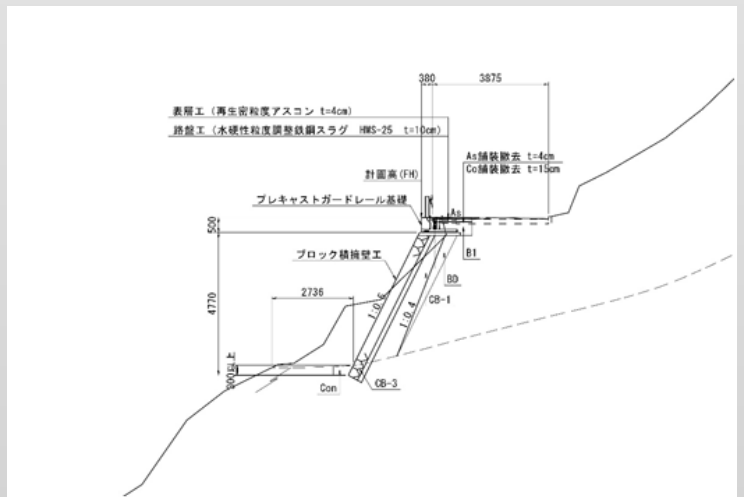 380
3875
表層工（再生密粒度アスコン t=4cm）
路盤工（水硬性粒度調整鉄鋼スラグ HMS-25 t=10cm）
As舗装撤去 t=4cm
Co舗装撤去 t=15cm
計画高(FH)
プレキャストガードレール基礎
As
500
ブロック積擁壁工
B1
BD
2736
CB-1
4770
1:0.5
1:0.4
300以上
Con
CB-3